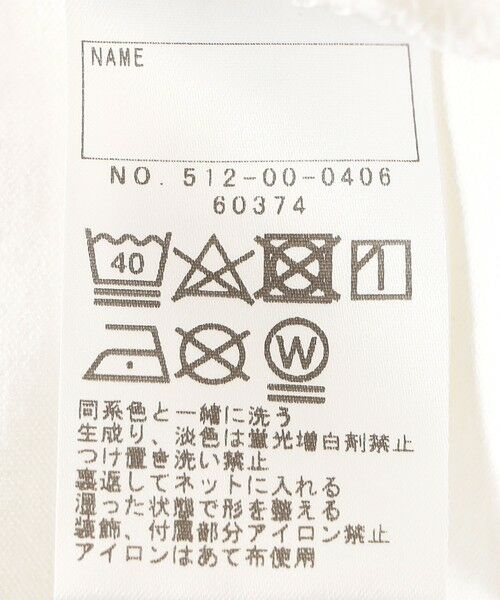 NAME
NO. 512-00-0406
60374
40
W
同系色と一緒に洗う
生成り、淡色は蛍光増白剤禁止
つけ置き洗い禁止
裏返してネットに入れる
湿った状態で形を整える
装飾、付属部分アイロン禁止
アイロンはあて布使用